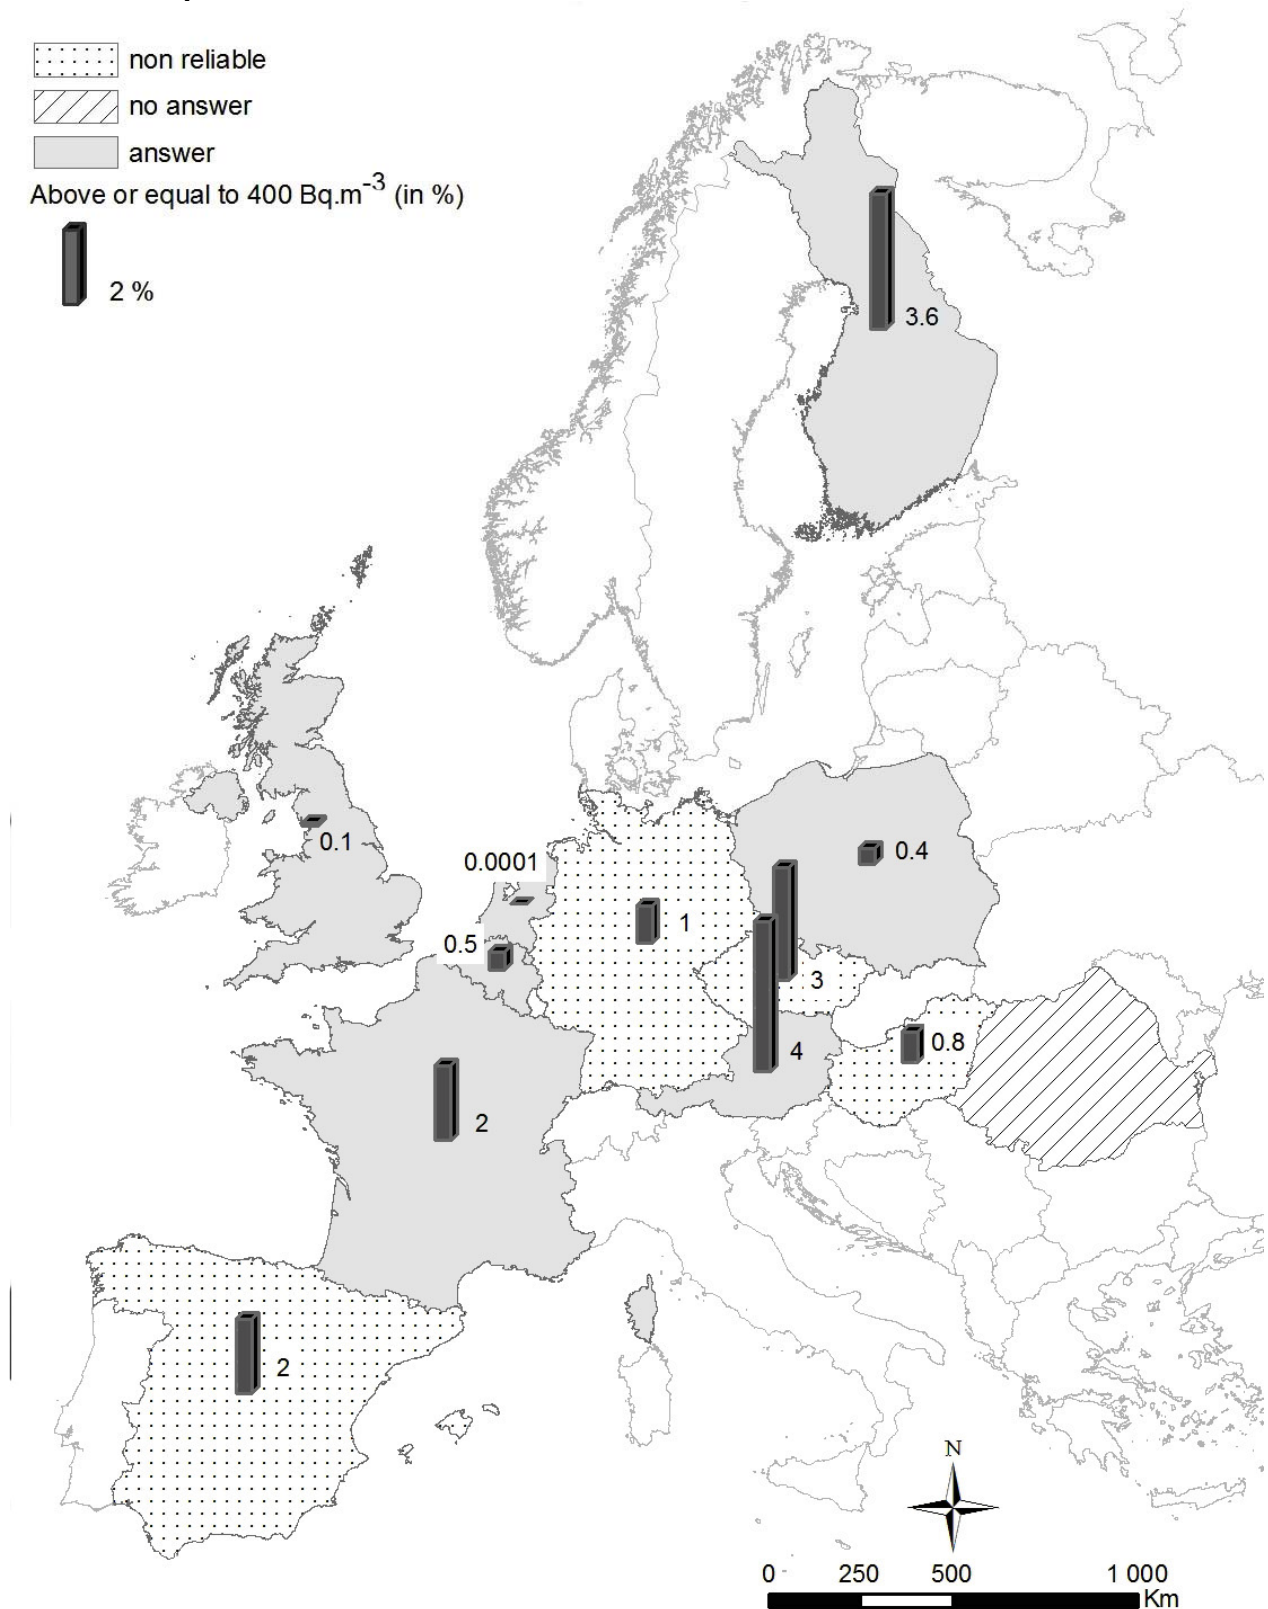 non reliable
no answer
answer
Above or equal to 400 Bq.m-3 (in %)
2 %
3.6
0.1
0.0001
0.4
0.5
1
3
0.8
4
2
2
N
0 250 500 1 000
Km